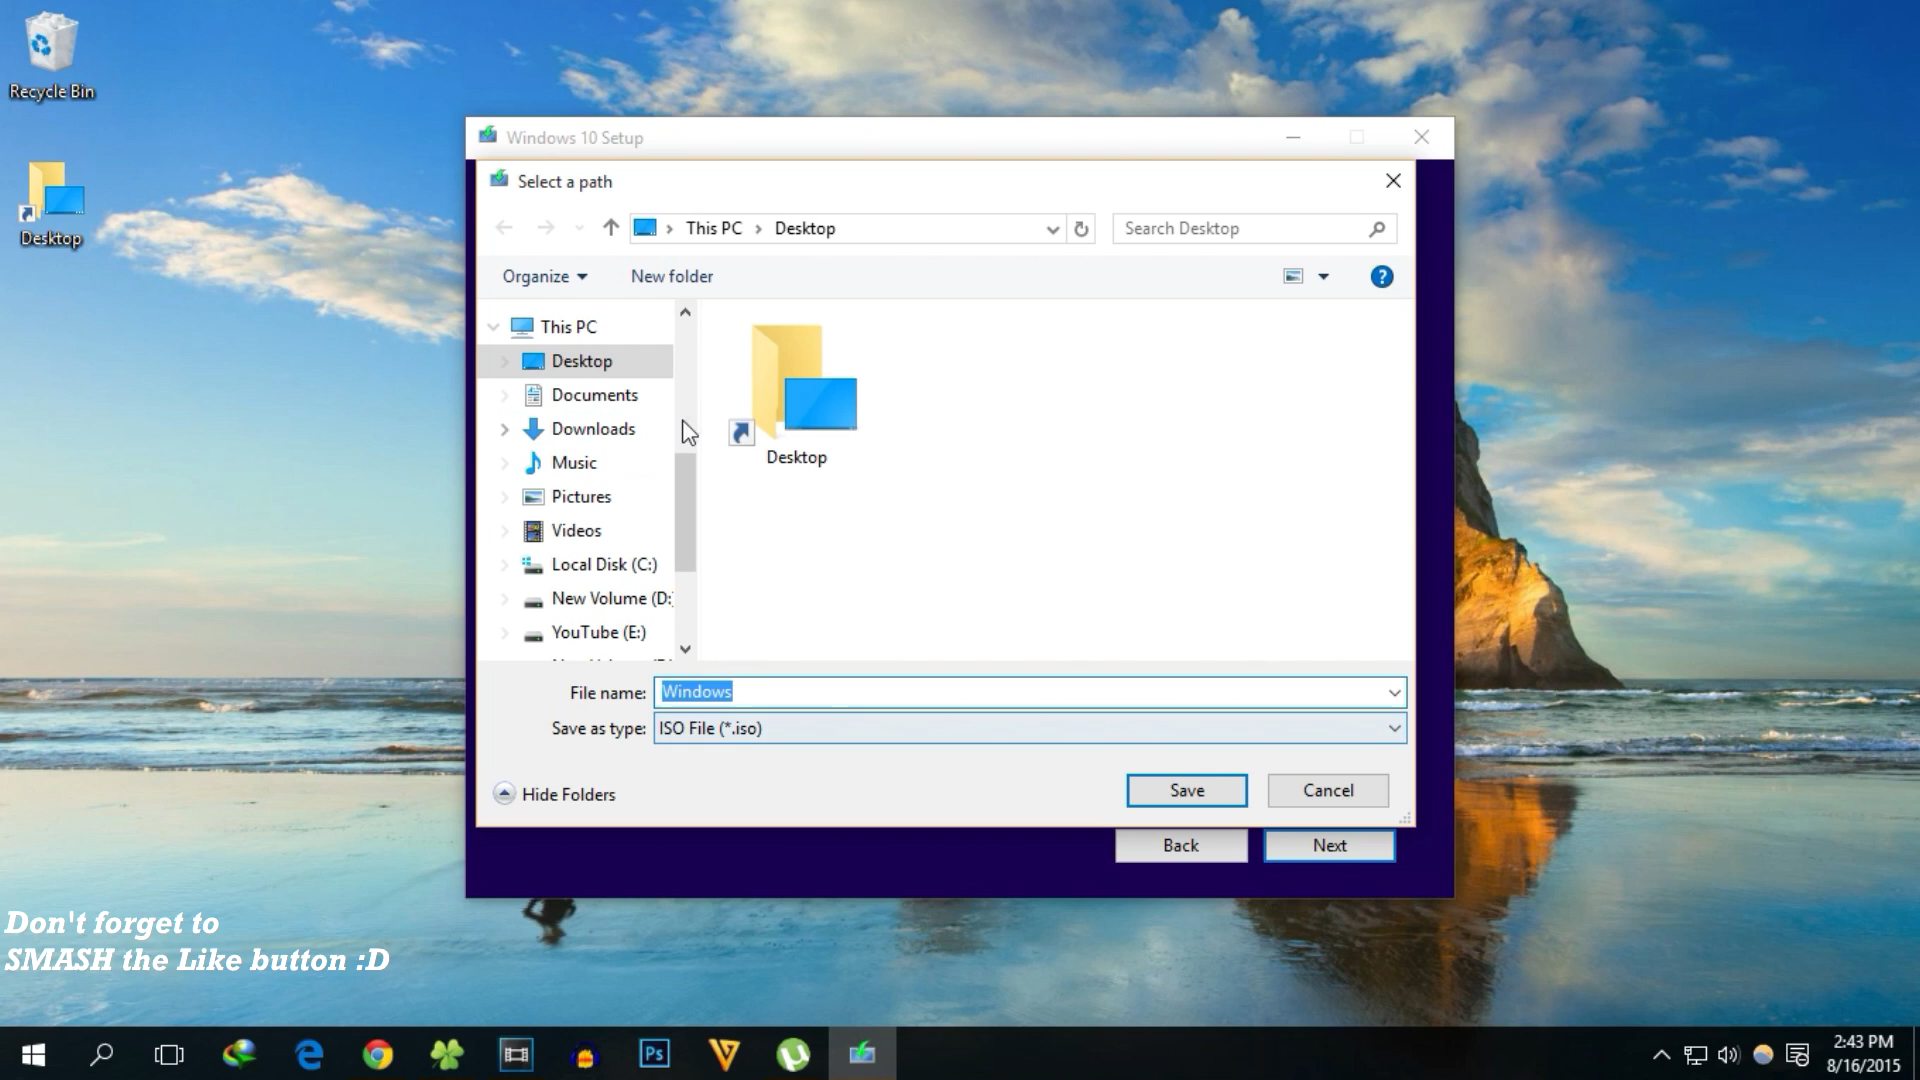 Recycle Bin
Desktop
Windows 10 Setup
Select a path
This PC
Desktop
Search Desktop
Organize
New folder
?
This PC
Desktop
Documents
Downloads
Music
Pictures
Videos
Local Disk (C:)
New Volume (D:
YouTube (E:)
Desktop
File name:
Windows
Save as type:
ISO File (*.iso)
Hide Folders
Save
Cancel
Back
Next
Don't forget to
SMASH the Like button :D
Ps
2:43 PM
8/16/2015